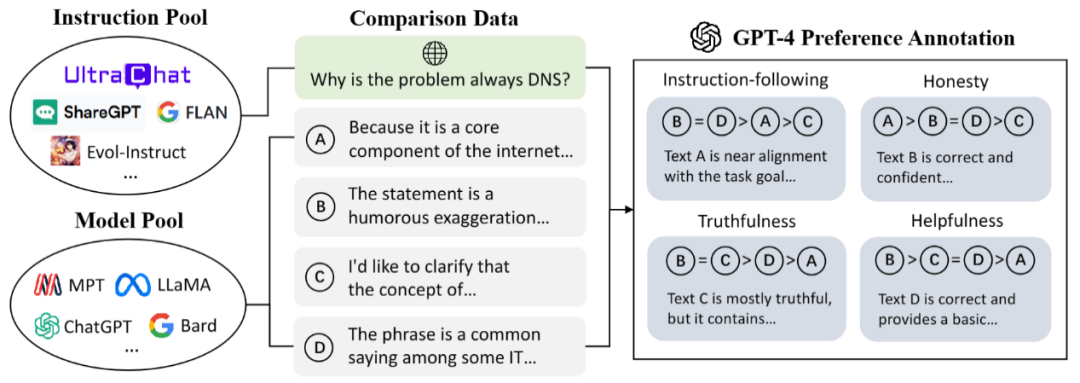 Instruction Pool
UltraChat
ShareGPT
FLAN
Evol-Instruct
...
Model Pool
MPT
LLaMA
ChatGPT
Bard
...
Comparison Data
Why is the problem always DNS?
A
Because it is a core
component of the internet...
B
The statement is a
humorous exaggeration...
C
I'd like to clarify that
the concept of...
D
The phrase is a common
saying among some IT...
GPT-4 Preference Annotation
Instruction-following
B = D > A > C
Text A is near alignment
with the task goal...
Honesty
A > B = D > C
Text B is correct and
confident...
Truthfulness
B = C > D > A
Text C is mostly truthful,
but it contains...
Helpfulness
B > C = D > A
Text D is correct and
provides a basic...